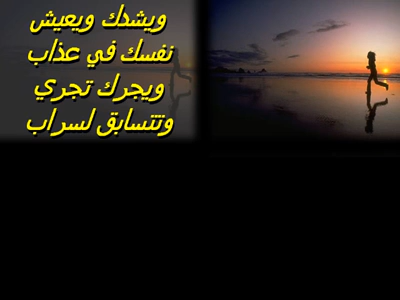 ويشدك ويعيش
نفسك في عذاب
ويجرك تجري
وتتسابق لسراب